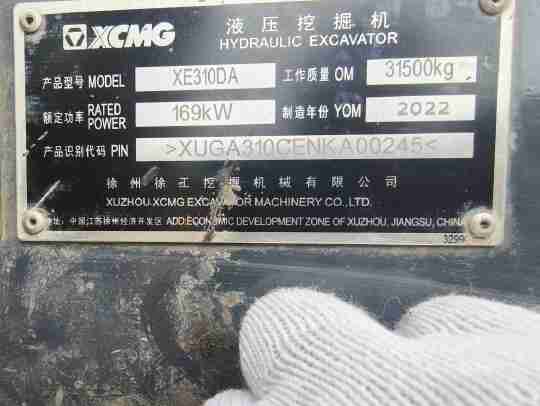 XCMG
液压挖掘机
HYDRAULIC EXCAVATOR
产品型号 MODEL XE310DA 工作质量 OM 31500kg
额定功率 RATED POWER 169kW 制造年份 YOM 2022
产品识别代码 PIN >XUGA310CENKA00245<
徐州徐工挖掘机械有限公司
XUZHOU XCMG EXCAVATOR MACHINERY CO., LTD.
地址: 中国江苏徐州经济开发区 ADD:ECONOMIC DEVELOPMENT ZONE OF XUZHOU, JIANGSU, CHINA